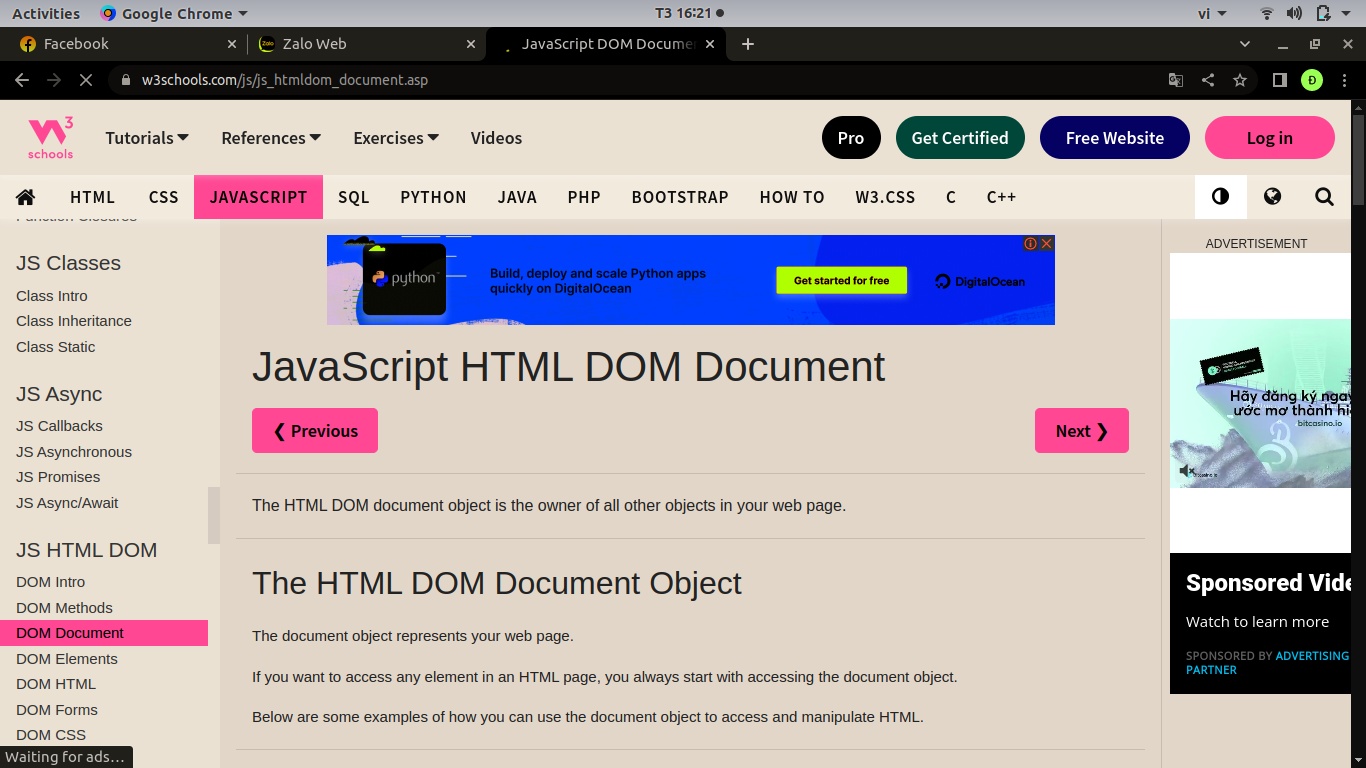 Activities
Google Chrome
T3 16:21
vi
Facebook
Zalo
Zalo Web
JavaScript DOM Docume
w3schools.com/js/js_htmldom_document.asp
Đ
3
schools
Tutorials
References
Exercises
Videos
Pro
Get Certified
Free Website
Log in
HTML
CSS
JAVASCRIPT
SQL
PYTHON
JAVA
PHP
BOOTSTRAP
HOW TO
W3.CSS
C
C++
Function Closures
JS Classes
Class Intro
Class Inheritance
Class Static
JS Async
JS Callbacks
JS Asynchronous
JS Promises
JS Async/Await
JS HTML DOM
DOM Intro
DOM Methods
DOM Document
DOM Elements
DOM HTML
DOM Forms
DOM CSS
Waiting for ads…
python
Build, deploy and scale Python apps
quickly on DigitalOcean
Get started for free
DigitalOcean
JavaScript HTML DOM Document
❮ Previous
Next ❯
The HTML DOM document object is the owner of all other objects in your web page.
The HTML DOM Document Object
The document object represents your web page.
If you want to access any element in an HTML page, you always start with accessing the document object.
Below are some examples of how you can use the document object to access and manipulate HTML.
ADVERTISEMENT
Hãy đăng ký ngay
ước mơ thành hi
bitcasino.io
bitcasino.io
Sponsored Vide
Watch to learn more
SPONSORED BY ADVERTISING
PARTNER